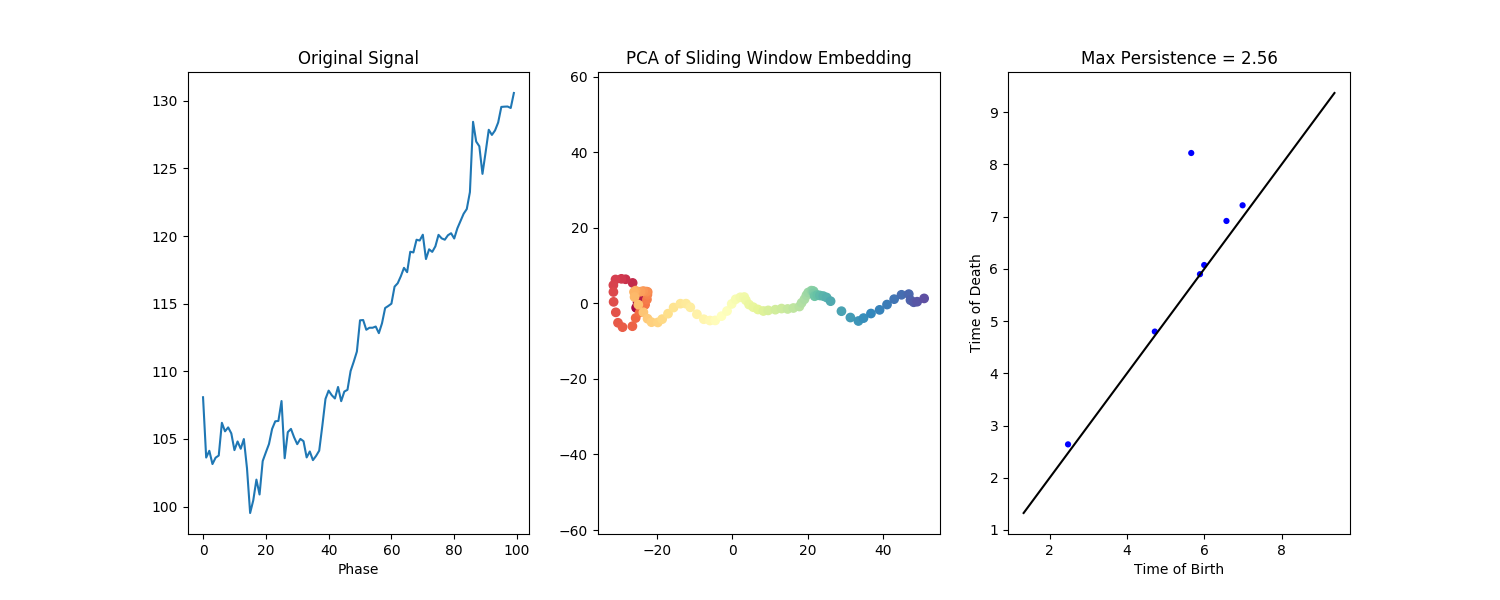 Original Signal
130
125
120
115
110
105
100
0 20 40 60 80 100
Phase
PCA of Sliding Window Embedding
60
40
20
0
−20
−40
−60
−20 0 20 40
Max Persistence = 2.56
Time of Death
9
8
7
6
5
4
3
2
1
2 4 6 8
Time of Birth